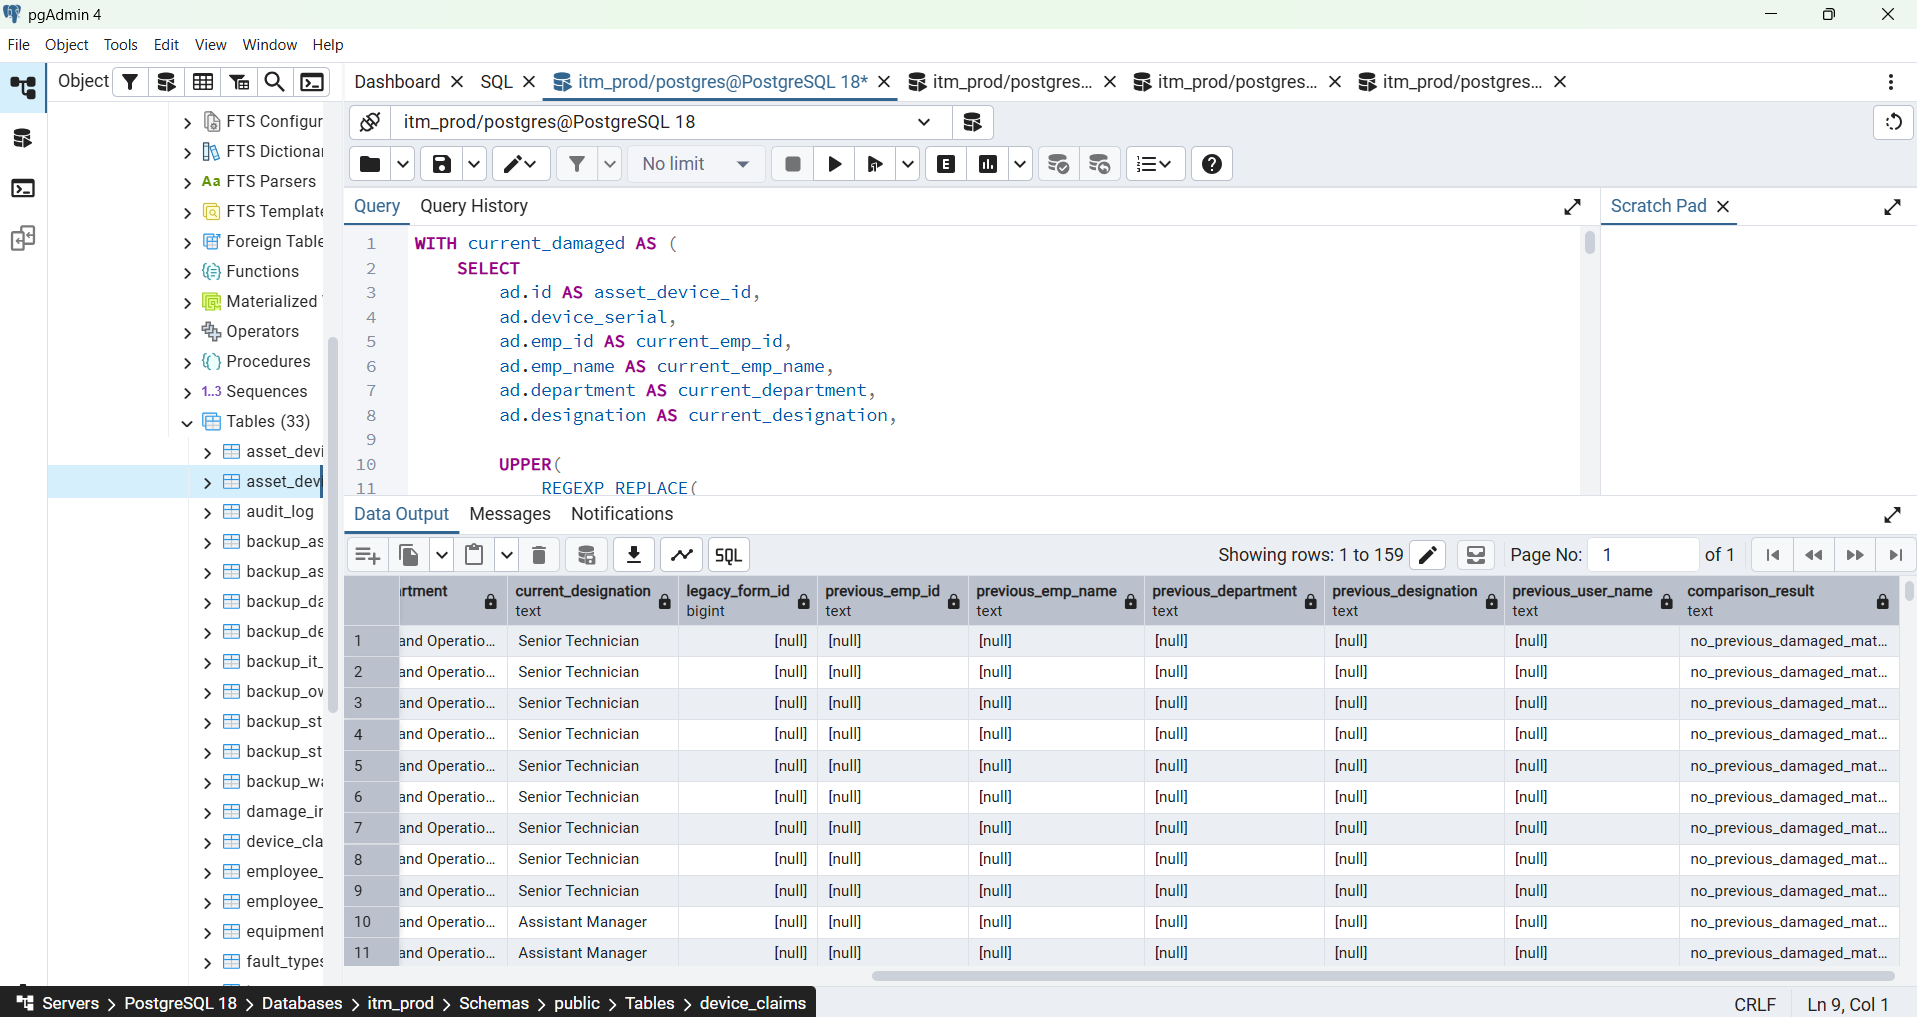 pgAdmin 4
File Object Tools Edit View Window Help
Object
Dashboard SQL itm_prod/postgres@PostgreSQL 18* itm_prod/postgres... itm_prod/postgres... itm_prod/postgres...
itm_prod/postgres@PostgreSQL 18
No limit
E
Query Query History
Scratch Pad
FTS Configur
FTS Dictiona
Aa FTS Parsers
FTS Template
Foreign Table
Functions
Materialized
Operators
Procedures
1..3 Sequences
Tables (33)
asset_devi
asset_dev
audit_log
backup_as
backup_as
backup_da
backup_de
backup_it_
backup_ov
backup_st
backup_st
backup_wa
damage_ir
device_cla
employee_
employee_
equipment
fault_types
1 WITH current_damaged AS (
2 SELECT
3 ad.id AS asset_device_id,
4 ad.device_serial,
5 ad.emp_id AS current_emp_id,
6 ad.emp_name AS current_emp_name,
7 ad.department AS current_department,
8 ad.designation AS current_designation,
9
10 UPPER(
11 REGEXP_REPLACE(
Data Output Messages Notifications
SQL
Showing rows: 1 to 159
Page No: 1 of 1
rtment current_designation legacy_form_id previous_emp_id previous_emp_name previous_department previous_designation previous_user_name comparison_result
text bigint text text text text text text
1 and Operatio... Senior Technician [null] [null] [null] [null] [null] [null] no_previous_damaged_mat...
2 and Operatio... Senior Technician [null] [null] [null] [null] [null] [null] no_previous_damaged_mat...
3 and Operatio... Senior Technician [null] [null] [null] [null] [null] [null] no_previous_damaged_mat...
4 and Operatio... Senior Technician [null] [null] [null] [null] [null] [null] no_previous_damaged_mat...
5 and Operatio... Senior Technician [null] [null] [null] [null] [null] [null] no_previous_damaged_mat...
6 and Operatio... Senior Technician [null] [null] [null] [null] [null] [null] no_previous_damaged_mat...
7 and Operatio... Senior Technician [null] [null] [null] [null] [null] [null] no_previous_damaged_mat...
8 and Operatio... Senior Technician [null] [null] [null] [null] [null] [null] no_previous_damaged_mat...
9 and Operatio... Senior Technician [null] [null] [null] [null] [null] [null] no_previous_damaged_mat...
10 and Operatio... Assistant Manager [null] [null] [null] [null] [null] [null] no_previous_damaged_mat...
11 and Operatio... Assistant Manager [null] [null] [null] [null] [null] [null] no_previous_damaged_mat...
Servers PostgreSQL 18 Databases itm_prod Schemas public Tables device_claims
CRLF Ln 9, Col 1